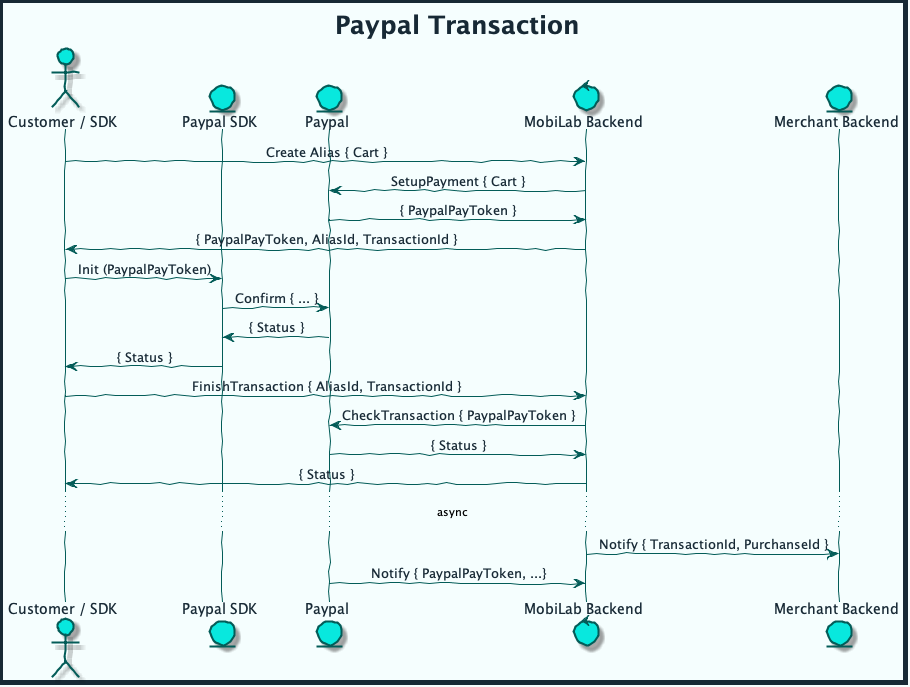 Paypal Transaction
Customer / SDK
Paypal SDK
Paypal
MobiLab Backend
Merchant Backend
Create Alias { Cart }
SetupPayment { Cart }
{ PaypalPayToken }
{ PaypalPayToken, AliasId, TransactionId }
Init (PaypalPayToken)
Confirm { ... }
{ Status }
{ Status }
FinishTransaction { AliasId, TransactionId }
CheckTransaction { PaypalPayToken }
{ Status }
{ Status }
async
Notify { TransactionId, PurchanseId }
Notify { PaypalPayToken, ...}
Customer / SDK
Paypal SDK
Paypal
MobiLab Backend
Merchant Backend